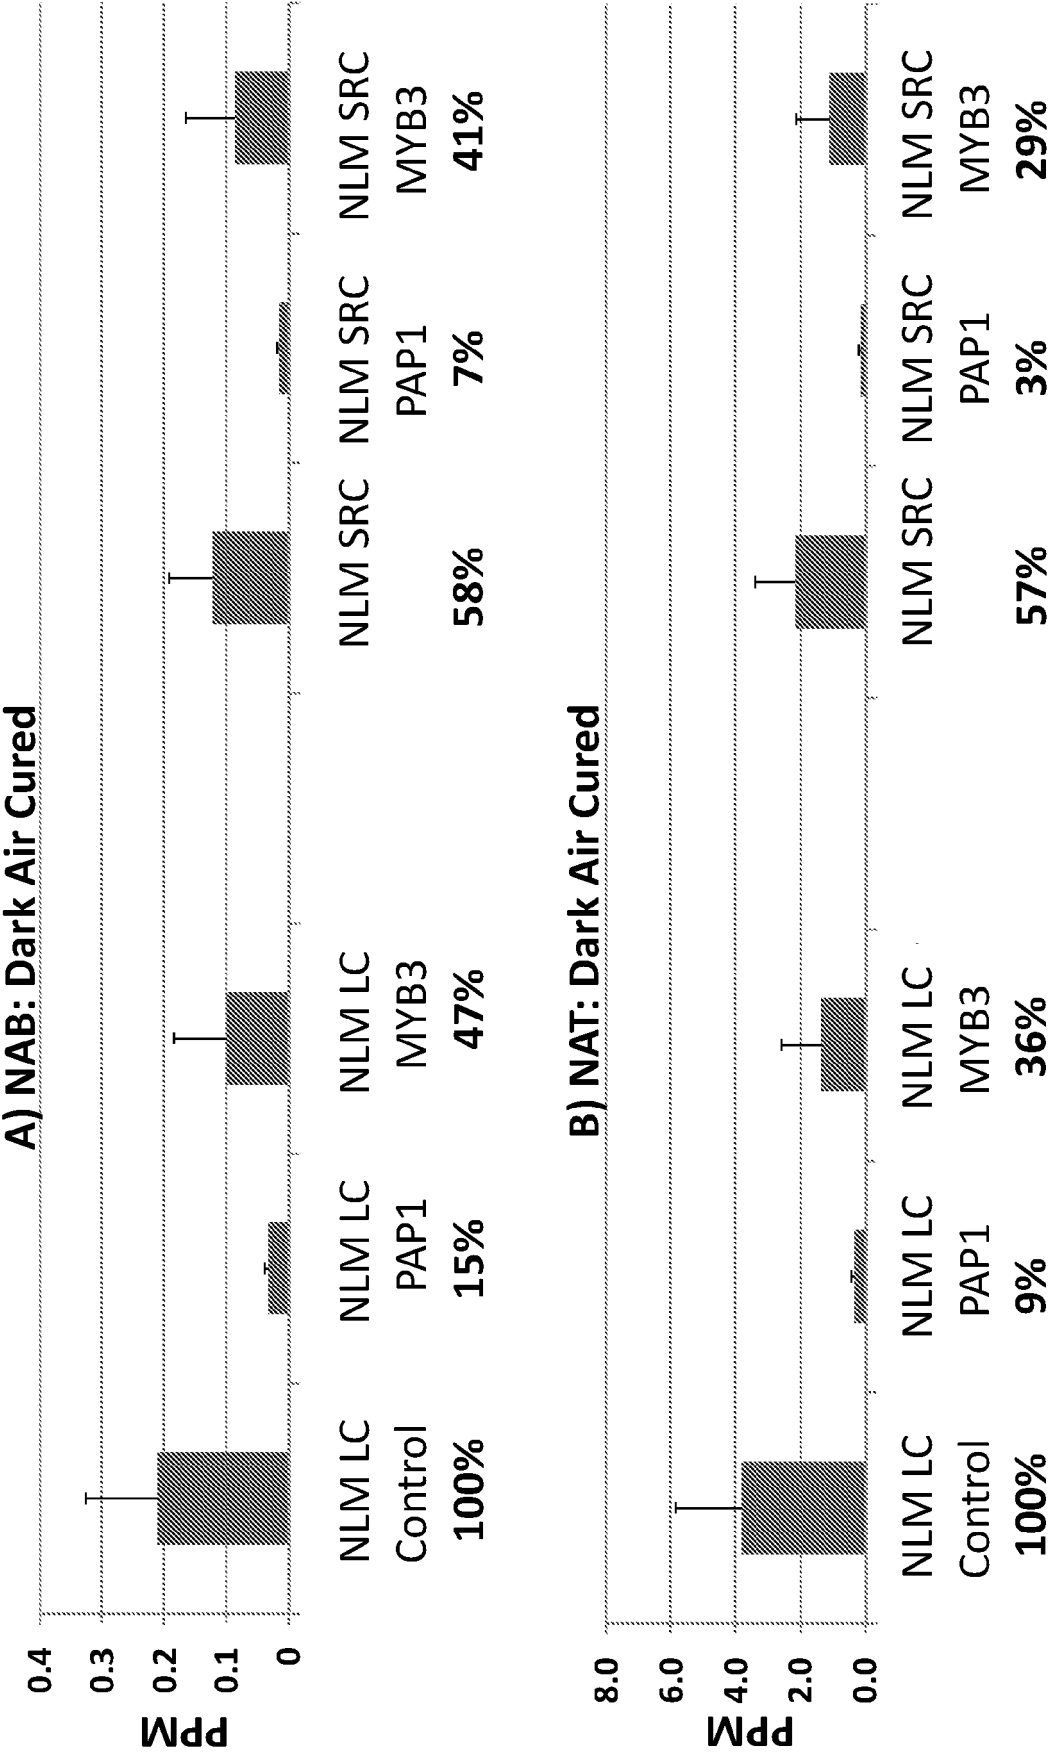 A) NAB: Dark Air Cured
PPM
0.4
0.3
0.2
0.1
0
NLM LC NLM LC NLM LC NLM SRC NLM SRC NLM SRC
Control PAP1 MYB3 PAP1 MYB3
100% 15% 47% 58% 7% 41%
B) NAT: Dark Air Cured
PPM
8.0
6.0
4.0
2.0
0.0
NLM LC NLM LC NLM LC NLM SRC NLM SRC NLM SRC
Control PAP1 MYB3 PAP1 MYB3
100% 9% 36% 57% 3% 29%